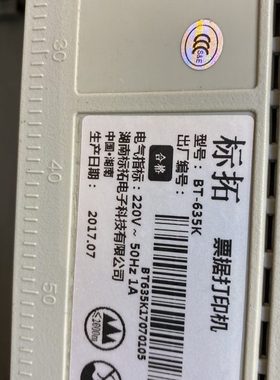 标拓
票据打印机
型号：BT-635K
出厂编号：
BT635K17070105
合格
电气指标：220V~ 50Hz 1A
湖南标拓电子科技有限公司
中国·湖南
生产日期：2017.07
≤2000m
CCC
S&E
30
40
50